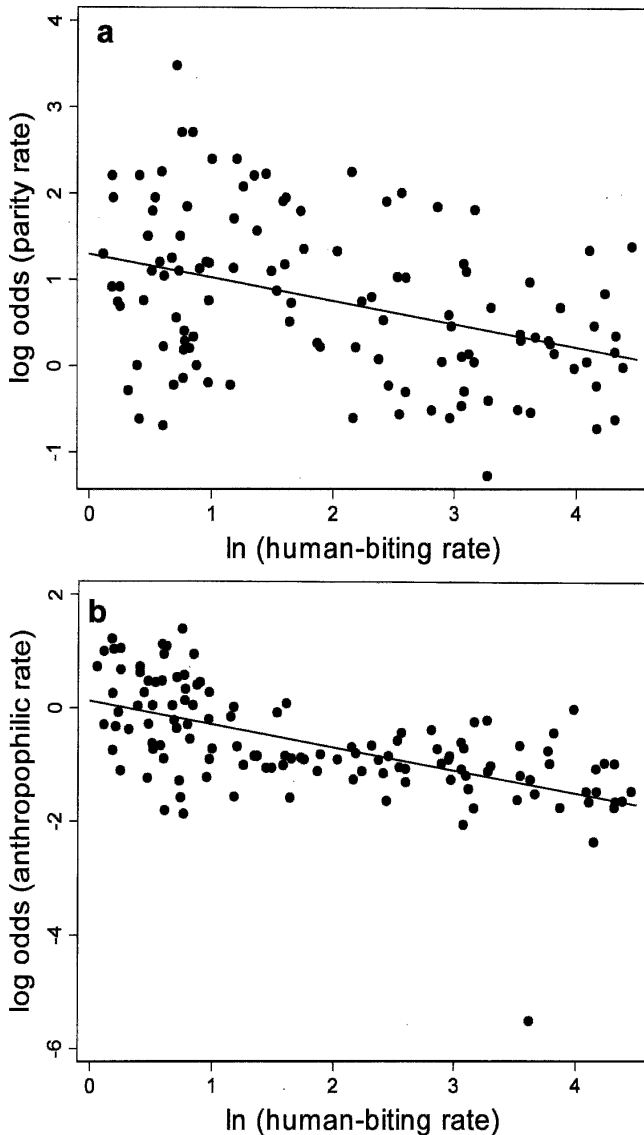 a
4
3
2
1
0
-1
log odds (parity rate)
0 1 2 3 4
ln (human-biting rate)
b
2
0
-2
-4
-6
log odds (anthropophilic rate)
0 1 2 3 4
ln (human-biting rate)